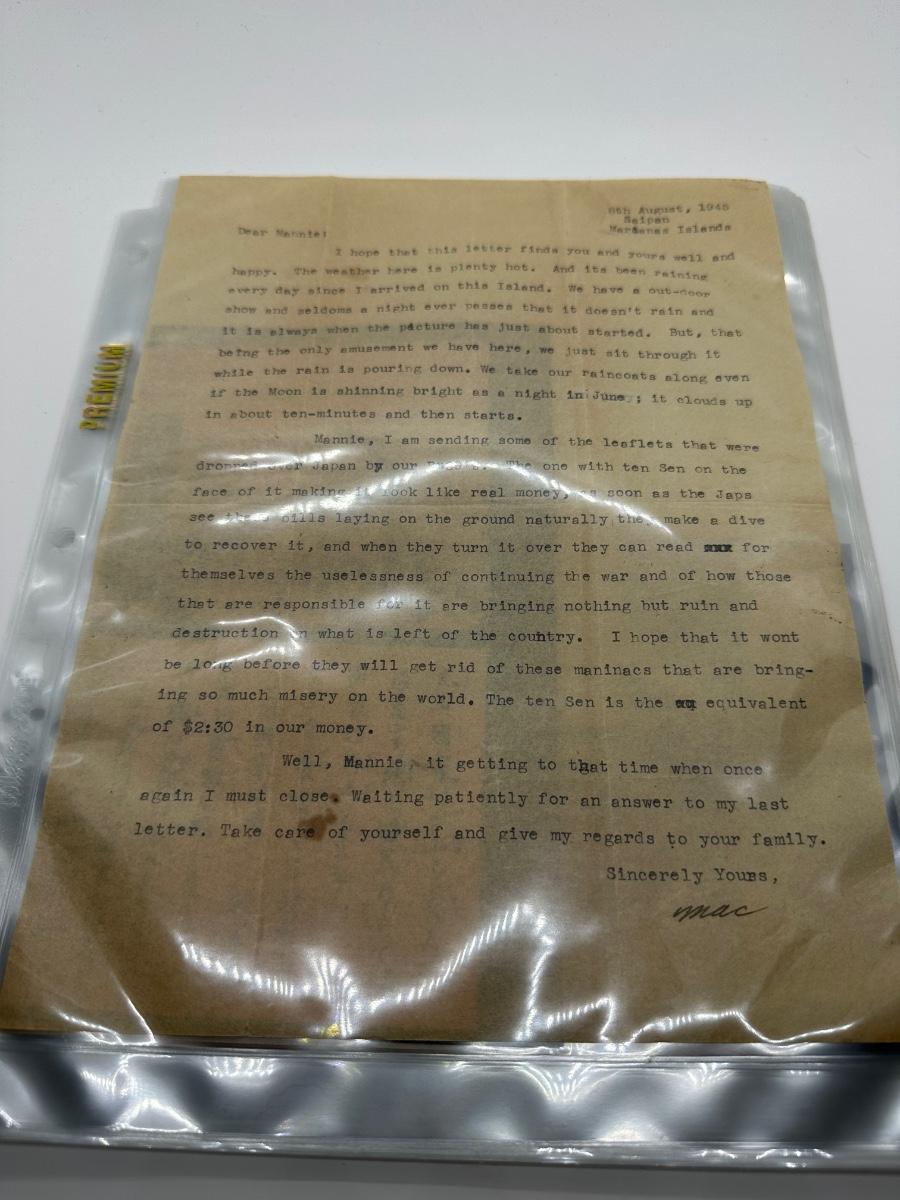 August, 1945
Saipan
Marianas Islands
Dear Mannie:
I hope that this letter finds you and yours well and
happy. The weather here is plenty hot. And its been raining
every day since I arrived on this Island. We have a out-door
show and seldoms a night ever passes that it doesn't rain and
it is always when the picture has just about started. But, that
being the only amusement we have here, we just sit through it
while the rain is pouring down. We take our raincoats along even
if the Moon is shinning bright as a night in June; it clouds up
in about ten-minutes and then starts.
Mannie, I am sending some of the leaflets that were
dropped over Japan by our The one with ten Sen on the
face of it making it look like real money, as soon as the Japs
see bills laying on the ground naturally they make a dive
to recover it, and when they turn it over they can read for
themselves the uselessness of continuing the war and of how those
that are responsible for it are bringing nothing but ruin and
destruction what is left of the country. I hope that it wont
be long before they will get rid of these maninacs that are bring-
ing so much misery on the world. The ten Sen is the equivalent
of $2:30 in our money.
Well, Mannie, it getting to that time when once
again I must close. Waiting patiently for an answer to my last
letter. Take care of yourself and give my regards to your family.
Sincerely Yours,
mac
PREMIUM